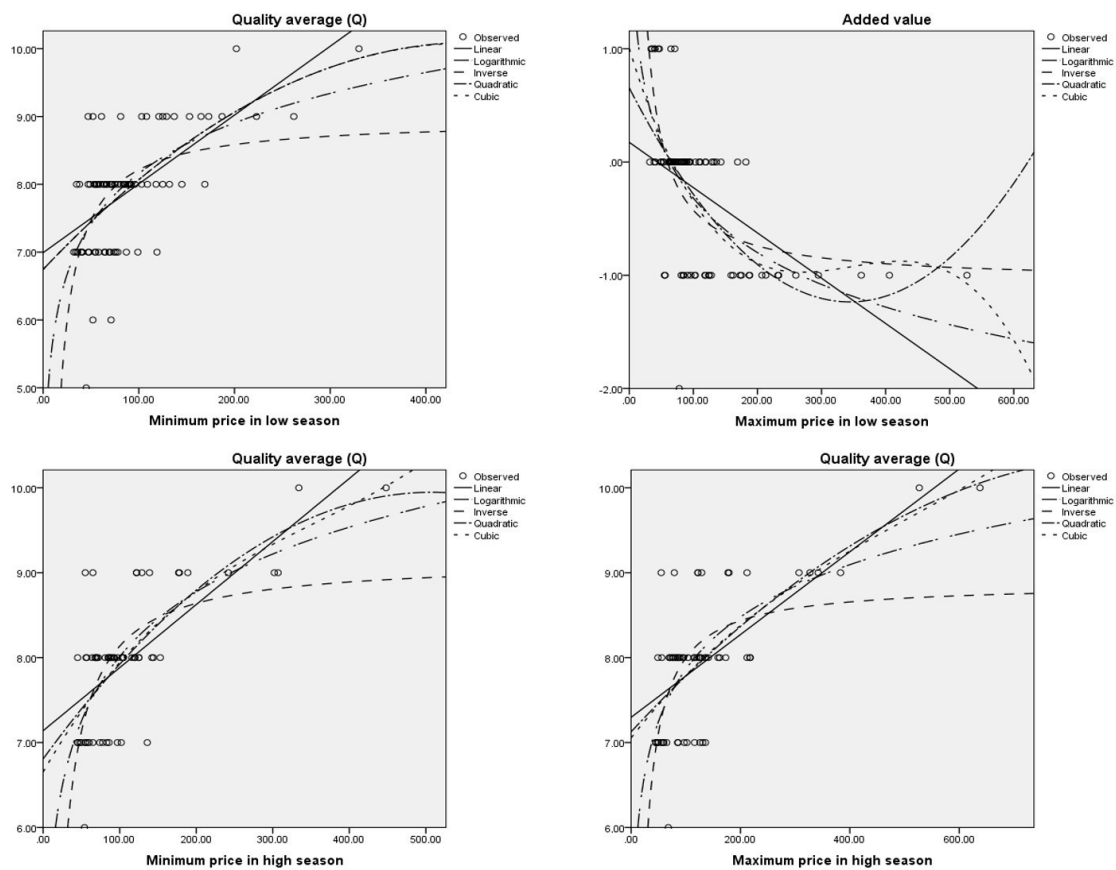 Quality average (Q)
10.00
9.00
8.00
7.00
6.00
5.00
.00 100.00 200.00 300.00 400.00
Minimum price in low season
Observed
Linear
Logarithmic
Inverse
Quadratic
Cubic
Added value
1.00
.00
-1.00
-2.00
.00 100.00 200.00 300.00 400.00 500.00 600.00
Maximum price in low season
Observed
Linear
Logarithmic
Inverse
Quadratic
Cubic
Quality average (Q)
10.00
9.00
8.00
7.00
6.00
.00 100.00 200.00 300.00 400.00 500.00
Minimum price in high season
Observed
Linear
Logarithmic
Inverse
Quadratic
Cubic
Quality average (Q)
10.00
9.00
8.00
7.00
6.00
.00 200.00 400.00 600.00
Maximum price in high season
Observed
Linear
Logarithmic
Inverse
Quadratic
Cubic